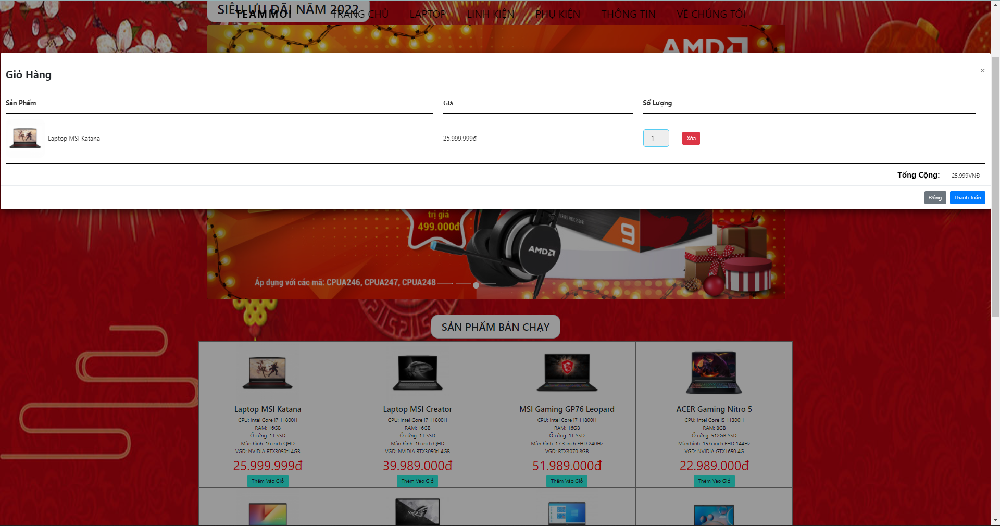 SIÊU ƯU ĐÃI NĂM 2022
TEAMMOI TRANG CHỦ LAPTOP LINH KIỆN PHỤ KIỆN THÔNG TIN VỀ CHÚNG TÔI
AMD
Giỏ Hàng ×
Sản Phẩm Giá Số Lượng
Laptop MSI Katana 25.999.999đ 1 Xóa
Tổng Cộng: 25.999VNĐ
Đóng Thanh Toán
trị giá
499.000đ
SERIES PROCESSOR
9
AMD
Áp dụng với các mã: CPUA246, CPUA247, CPUA248
SẢN PHẨM BÁN CHẠY
Laptop MSI Katana
CPU: Intel Core i7 11800H
RAM: 16GB
Ổ cứng: 1T SSD
Màn hình: 16 inch QHD
VGD: NVIDIA RTX3050ti 4GB
25.999.999đ
Thêm Vào Giỏ
Laptop MSI Creator
CPU: Intel Core i7 11800H
RAM: 16GB
Ổ cứng: 1T SSD
Màn hình: 16 inch QHD
VGD: NVIDIA RTX3050ti 4GB
39.989.000đ
Thêm Vào Giỏ
MSI Gaming GP76 Leopard
CPU: Intel Core i7 11800H
RAM: 16GB
Ổ cứng: 1T SSD
Màn hình: 17.3 inch FHD 240Hz
VGD: RTX3070 8GB
51.989.000đ
Thêm Vào Giỏ
ACER Gaming Nitro 5
CPU: Intel Core i5 11300H
RAM: 8GB
Ổ cứng: 512GB SSD
Màn hình: 15.6 inch FHD 144Hz
VGD: NVIDIA GTX1650 4G
22.989.000đ
Thêm Vào Giỏ